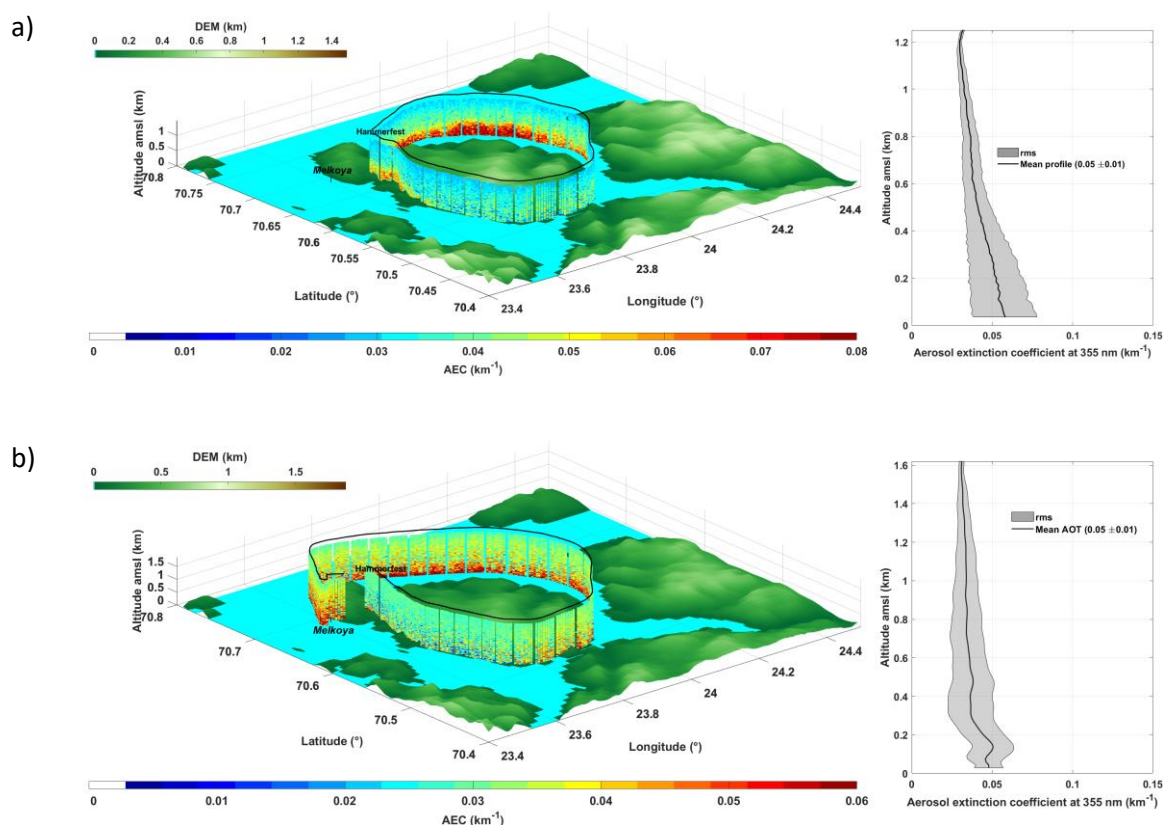 a)
DEM (km)
0 0.2 0.4 0.6 0.8 1 1.2 1.4
Altitude amsl (km)
1
0.5
0
Hammerfest
Melkoya
70.8
70.75
70.7
70.65
70.6
70.55
70.5
70.45
70.4
Latitude (°)
23.4
23.6
23.8
24
24.2
24.4
Longitude (°)
0 0.01 0.02 0.03 0.04 0.05 0.06 0.07 0.08
AEC (km-1)
Altitude amsl (km)
1.2
1
0.8
0.6
0.4
0.2
0
rms
Mean profile (0.05 ±0.01)
0 0.05 0.1 0.15
Aerosol extinction coefficient at 355 nm (km-1)
b)
DEM (km)
0 0.5 1 1.5
Altitude amsl (km)
1.5
1
0.5
0
Hammerfest
Melkoya
70.8
70.7
70.6
70.5
70.4
Latitude (°)
23.4
23.6
23.8
24
24.2
24.4
Longitude (°)
0 0.01 0.02 0.03 0.04 0.05 0.06
AEC (km-1)
Altitude amsl (km)
1.6
1.4
1.2
1
0.8
0.6
0.4
0.2
0
rms
Mean AOT (0.05 ±0.01)
0 0.05 0.1 0.15
Aerosol extinction coefficient at 355 nm (km-1)